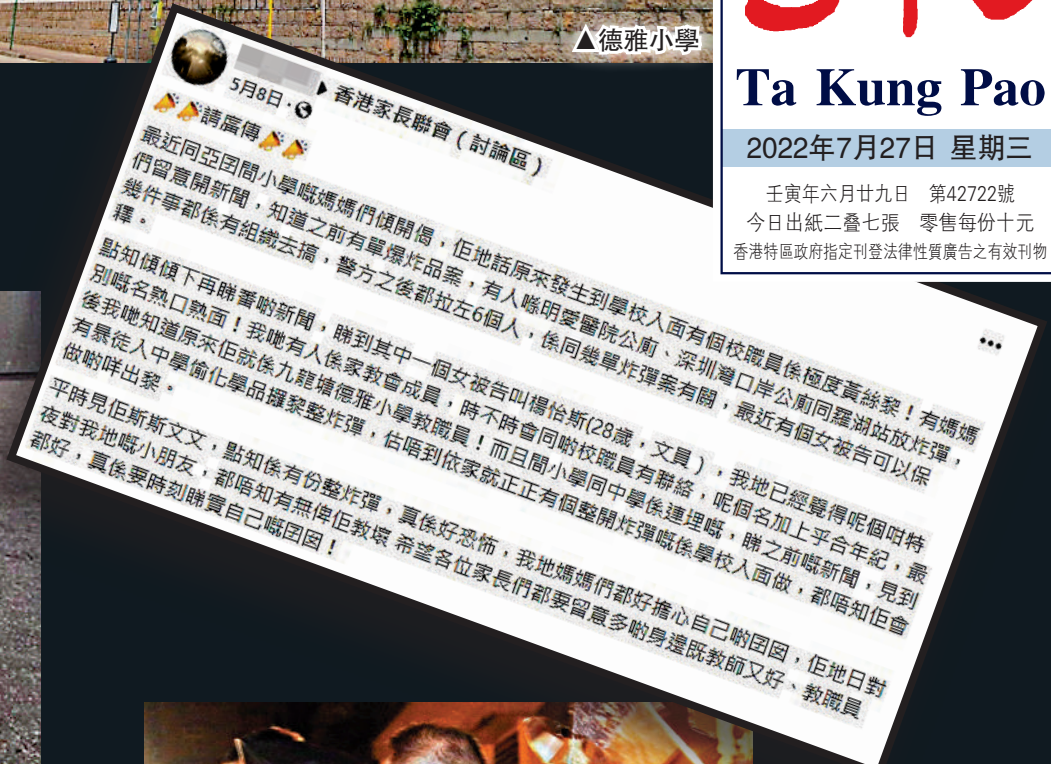 ▲德雅小學
Ta Kung Pao
2022年7月27日 星期三
壬寅年六月廿九日 第42722號
今日出紙二叠七張 零售每份十元
香港特區政府指定刊登法律性質廣告之有效刊物
▶ 香港家長聯會（討論區）
5月8日 ·
請廣傳
最近同亞囡間小學嘅媽媽們傾開偈，佢地話原來發生到學校入面有個校職員係極度黃絲黎！有媽媽
們留意開新聞，知道之前有單爆炸品案，有人喺明愛醫院公廁、深圳灣口岸公廁同羅湖站放炸彈，
幾件事都係有組織去搞，警方之後都拉左6個人，係同幾單炸彈案有關，最近有個女被告可以保
釋。
點知傾傾下再睇番啲新聞，睇到其中一個女被告叫楊怡斯(28歲，文員)，我地已經覺得呢個咁特
別嘅名熟口熟面！我哋有人係家教會成員，時不時會同啲校職員有聯絡，呢個名加上乎合年紀，最
後我哋知道原來佢就係九龍塘德雅小學教職員！而且間小學同中學係連埋嘅，睇之前嘅新聞，見到
有暴徒入中學偷化學品攞黎整炸彈，估唔到依家就正正有個整開炸彈嘅係學校入面做，都唔知佢會
做啲咩出黎。
平時見佢斯斯文文，點知係有份整炸彈，真係好恐怖，我地媽媽們都好擔心自己啲囝囡，佢地日對
夜對我地嘅小朋友，都唔知有無俾佢教壞 希望各位家長們都要留意多啲身邊既教師又好、教職員
都好，真係要時刻睇實自己嘅囝囡！